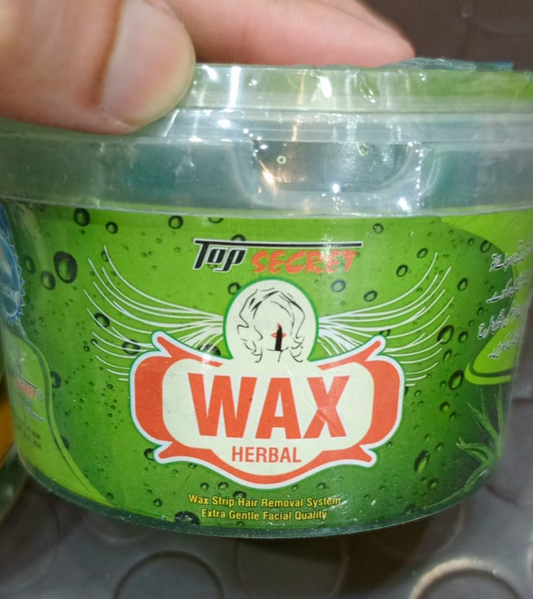 Top SECRET
WAX
HERBAL
Wax Strip Hair Removal System
Extra Gentle Facial Quality